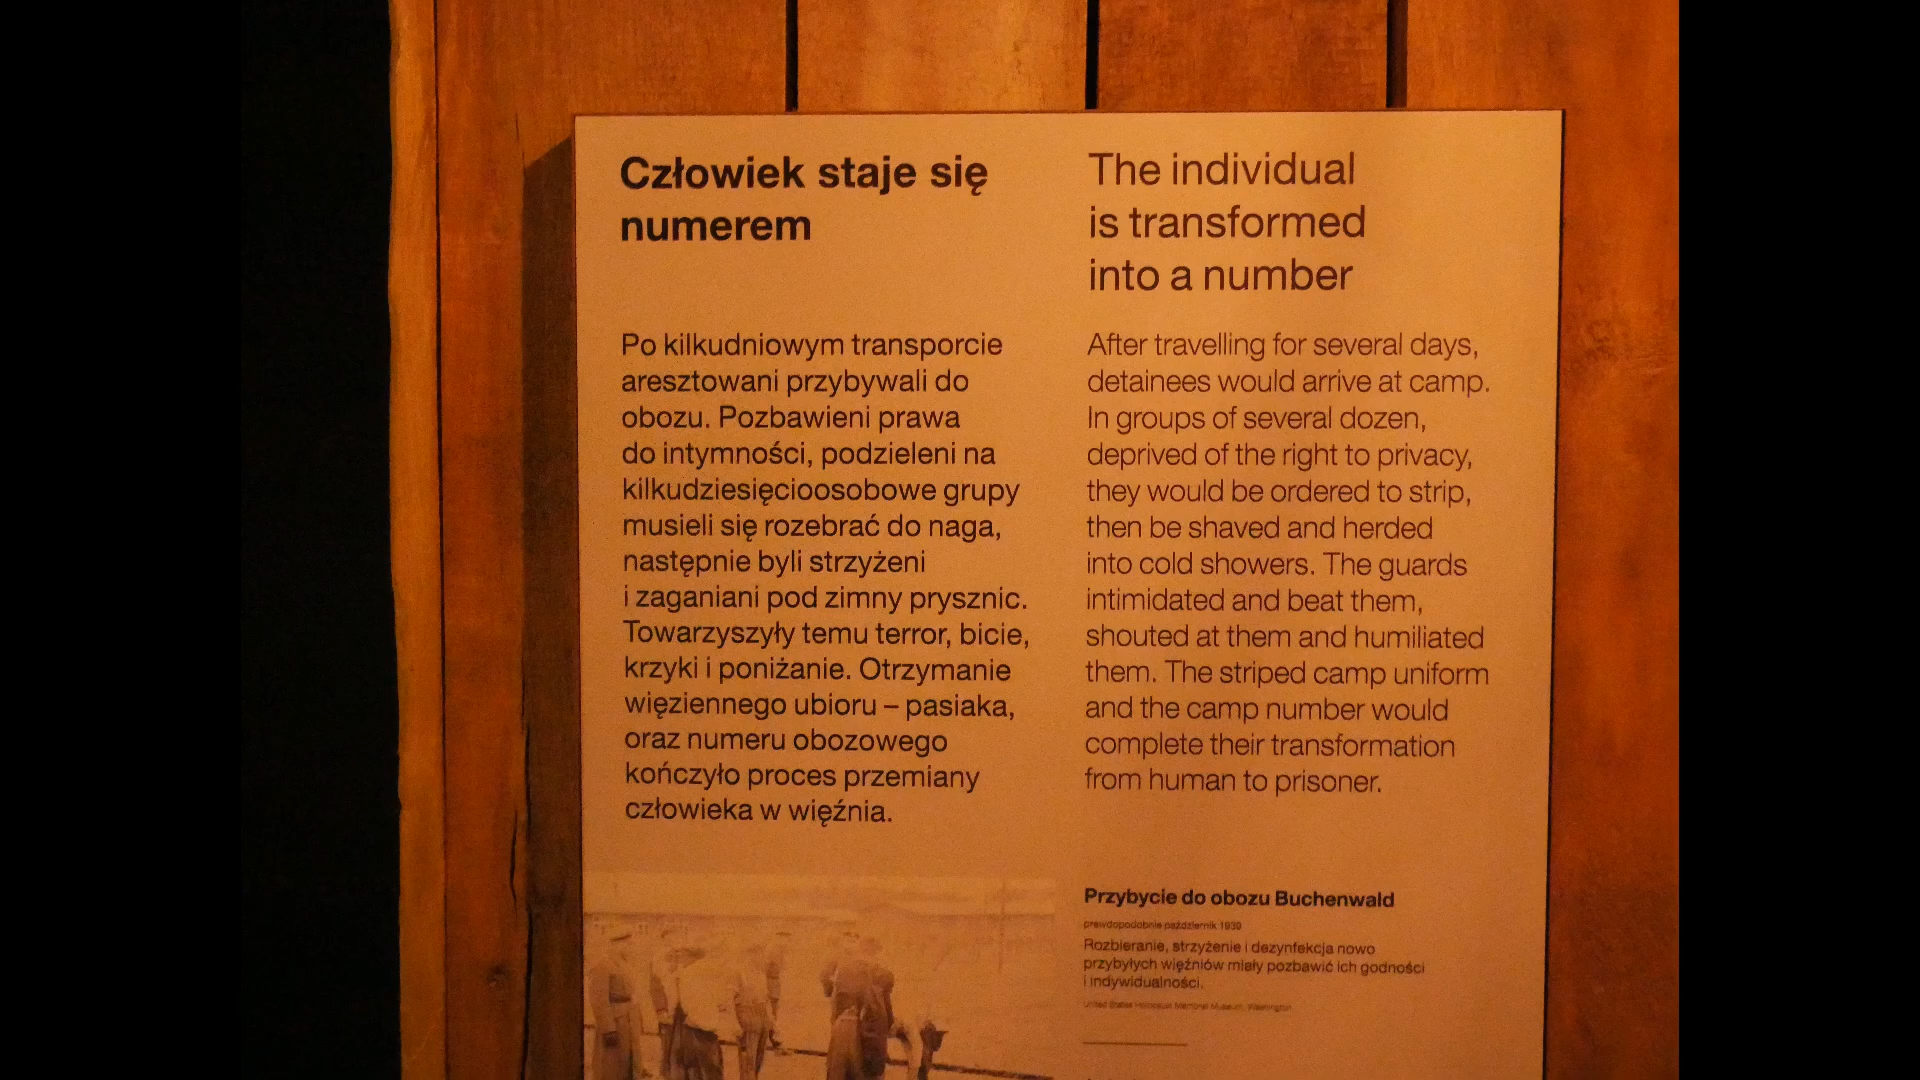 Człowiek staje się
numerem
Po kilkudniowym transporcie
aresztowani przybywali do
obozu. Pozbawieni prawa
do intymności, podzieleni na
kilkudziesięcioosobowe grupy
musieli się rozebrać do naga,
następnie byli strzyżeni
i zaganiani pod zimny prysznic.
Towarzyszyły temu terror, bicie,
krzyki i poniżanie. Otrzymanie
więziennego ubioru – pasiaka,
oraz numeru obozowego
kończyło proces przemiany
człowieka w więźnia.
The individual
is transformed
into a number
After travelling for several days,
detainees would arrive at camp.
In groups of several dozen,
deprived of the right to privacy,
they would be ordered to strip,
then be shaved and herded
into cold showers. The guards
intimidated and beat them,
shouted at them and humiliated
them. The striped camp uniform
and the camp number would
complete their transformation
from human to prisoner.
Przybycie do obozu Buchenwald
prawdopodobnie październik 1939
Rozbieranie, strzyżenie i dezynfekcja nowo
przybyłych więźniów miały pozbawić ich godności
i indywidualności.
United States Holocaust Memorial Museum, Washington